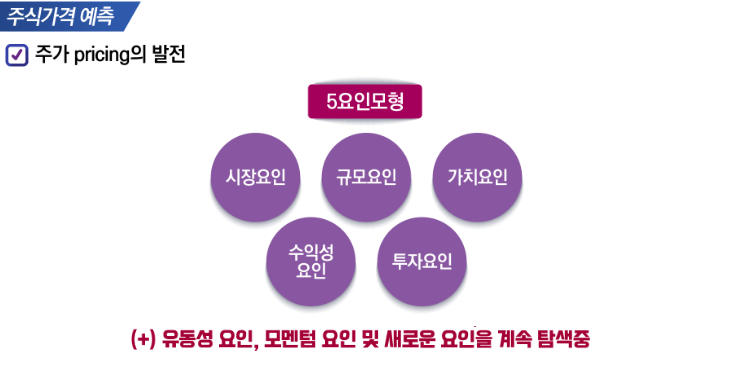 주식가격 예측
주가 pricing의 발전
5요인모형
시장요인
규모요인
가치요인
수익성
요인
투자요인
(+) 유동성 요인, 모멘텀 요인 및 새로운 요인을 계속 탐색중